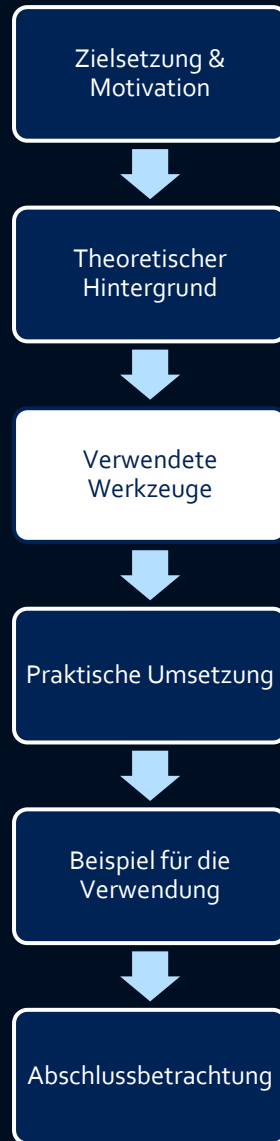 Zielsetzung &
Motivation
Theoretischer
Hintergrund
Verwendete
Werkzeuge
Praktische Umsetzung
Beispiel für die
Verwendung
Abschlussbetrachtung